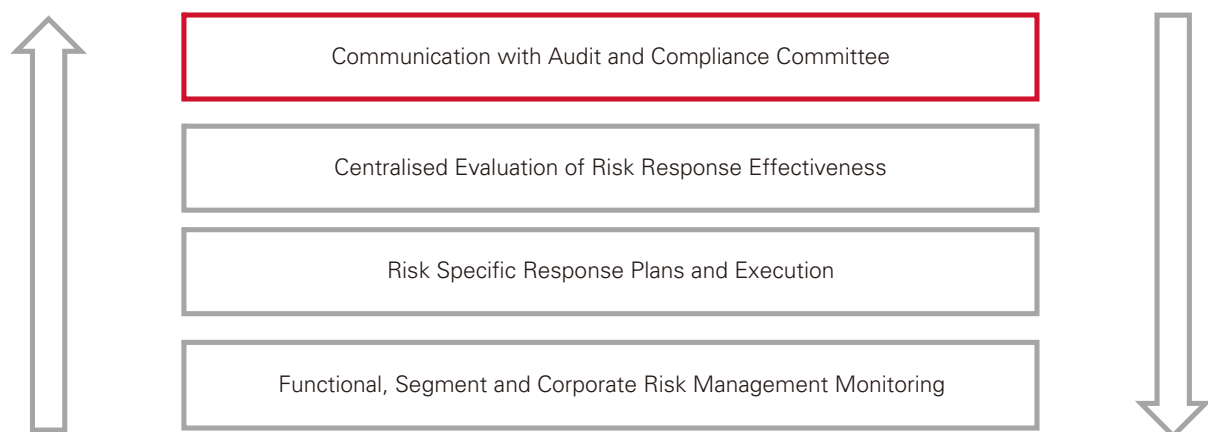 Communication with Audit and Compliance Committee
Centralised Evaluation of Risk Response Effectiveness
Risk Specific Response Plans and Execution
Functional, Segment and Corporate Risk Management Monitoring